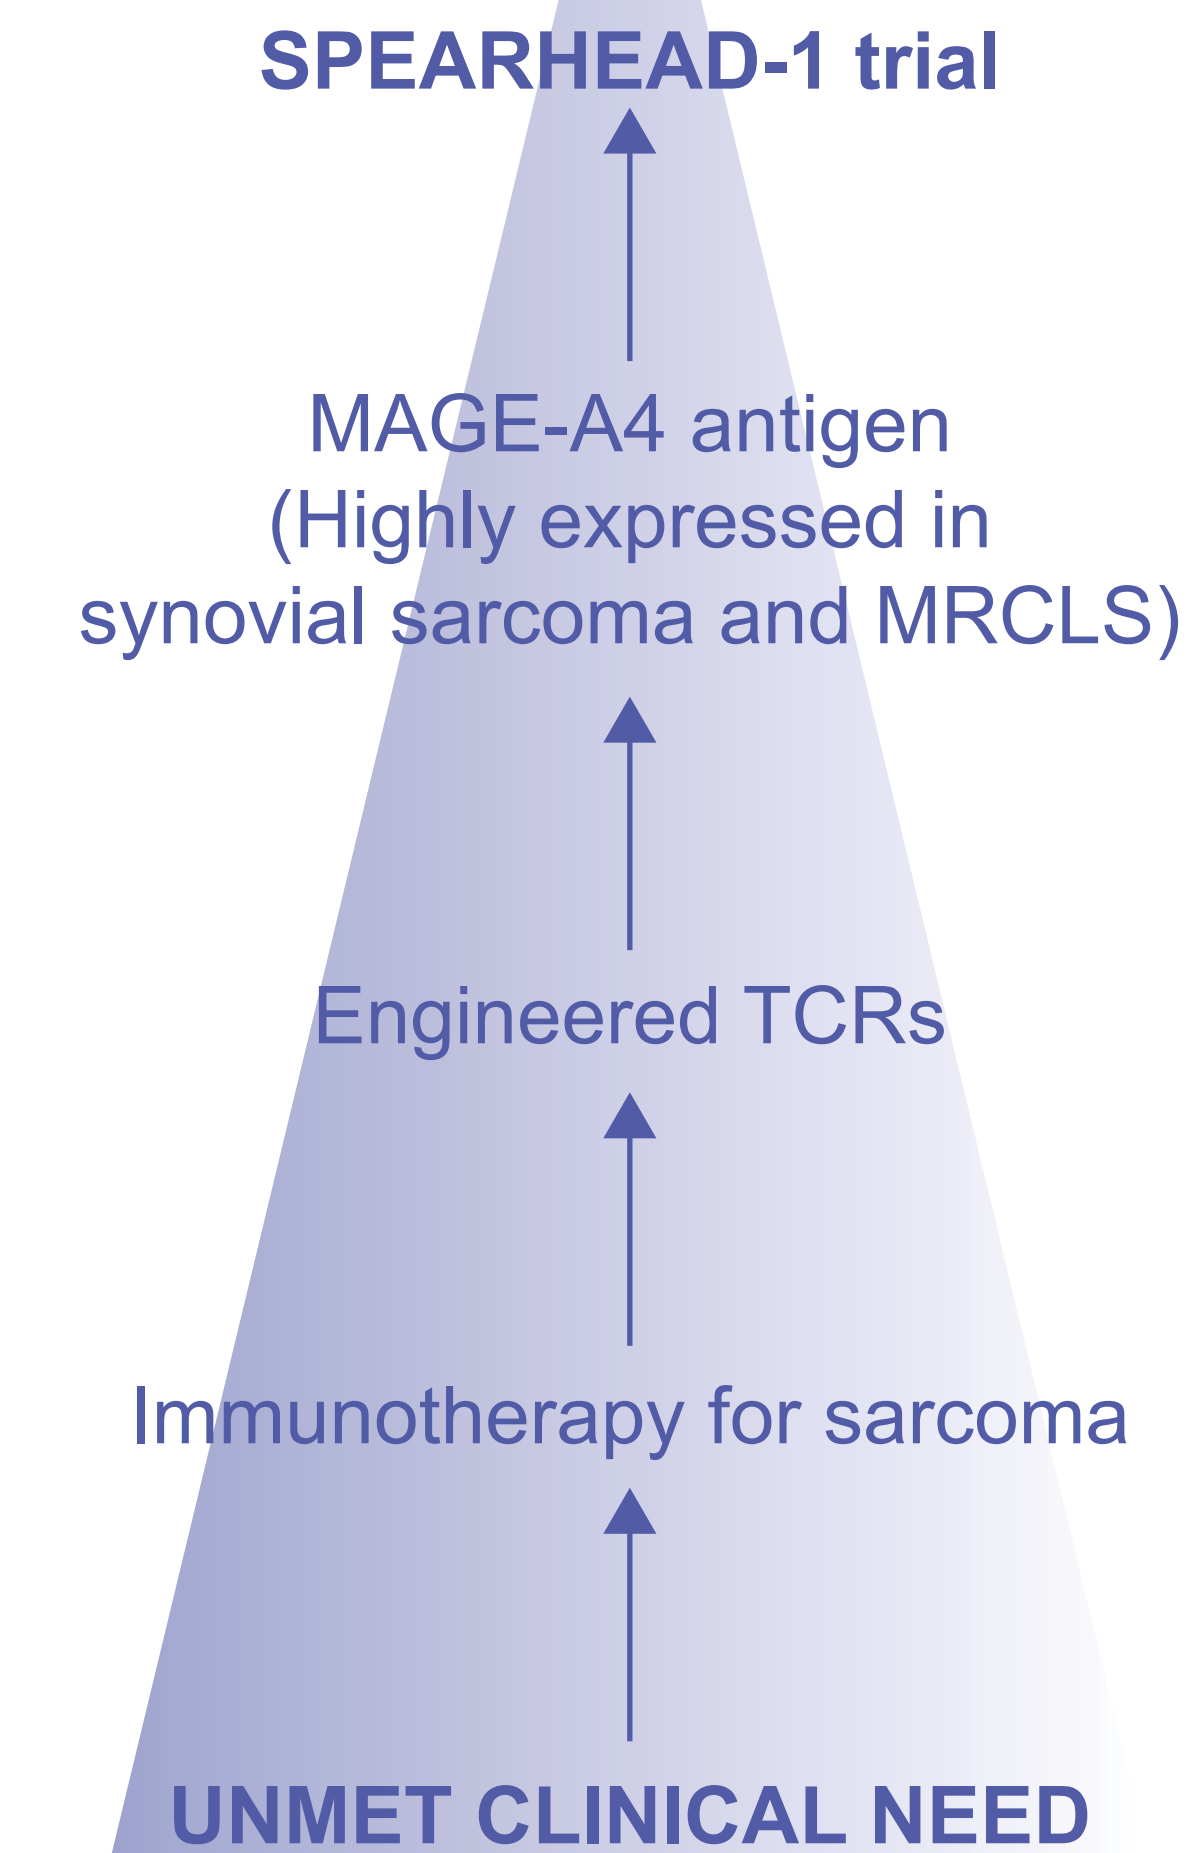 SPEARHEAD-1 trial
MAGE-A4 antigen
(Highly expressed in
synovial sarcoma and MRCLS)
Engineered TCRs
Immunotherapy for sarcoma
UNMET CLINICAL NEED